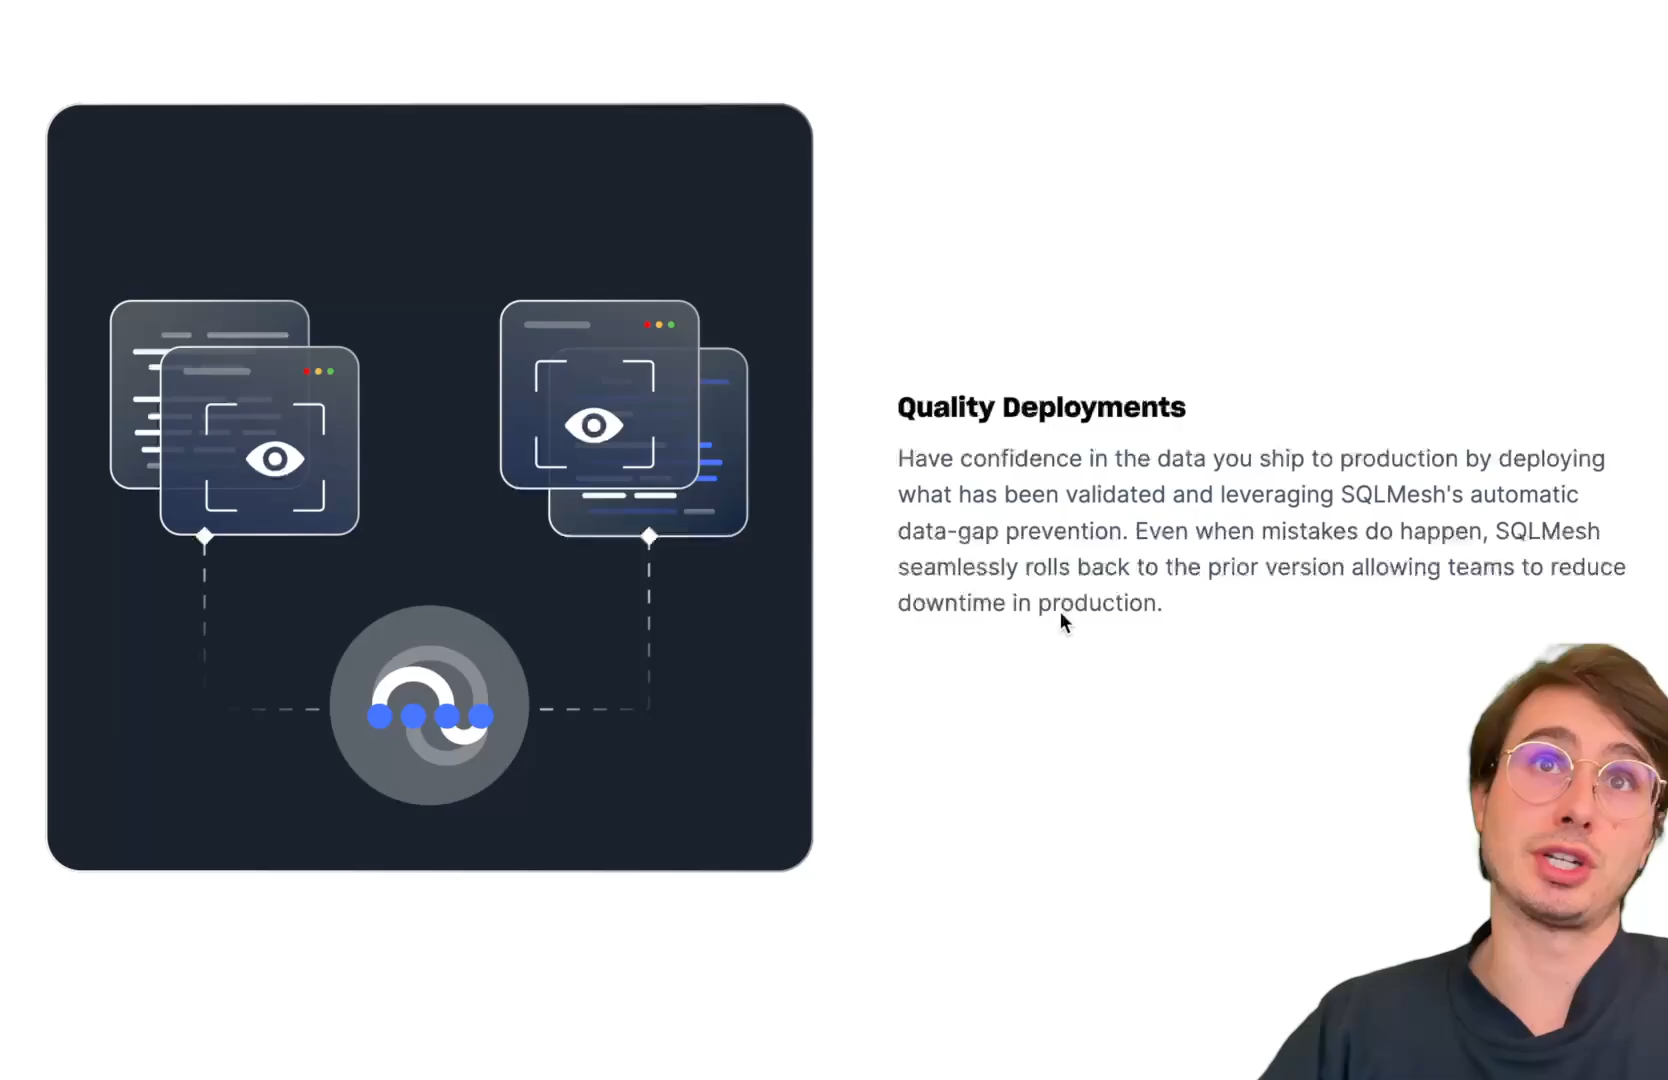 Quality Deployments
Have confidence in the data you ship to production by deploying
what has been validated and leveraging SQLMesh's automatic
data-gap prevention. Even when mistakes do happen, SQLMesh
seamlessly rolls back to the prior version allowing teams to reduce
downtime in production.